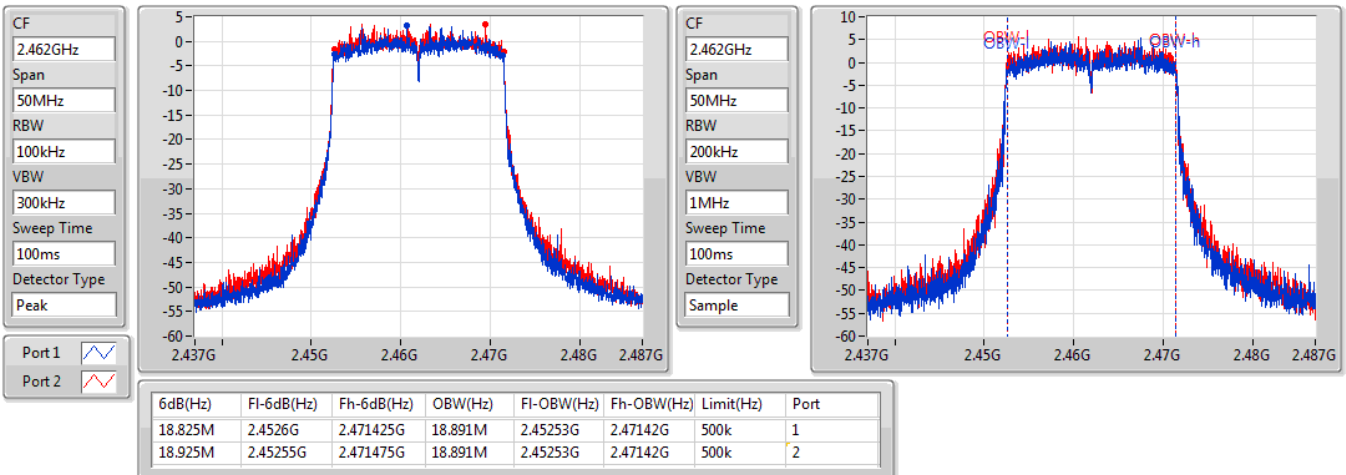 CF
2.462GHz
Span
50MHz
RBW
100kHz
VBW
300kHz
Sweep Time
100ms
Detector Type
Peak
Port 1
Port 2
5
0
-5
-10
-15
-20
-25
-30
-35
-40
-45
-50
-55
-60
2.437G 2.45G 2.46G 2.47G 2.48G 2.487G
CF
2.462GHz
Span
50MHz
RBW
200kHz
VBW
1MHz
Sweep Time
100ms
Detector Type
Sample
10
5
0
-5
-10
-15
-20
-25
-30
-35
-40
-45
-50
-55
-60
OBW-l OBW-h
OBW-l OBW-h
2.437G 2.45G 2.46G 2.47G 2.48G 2.487G
6dB(Hz) Fl-6dB(Hz) Fh-6dB(Hz) OBW(Hz) Fl-OBW(Hz) Fh-OBW(Hz) Limit(Hz) Port
18.825M 2.4526G 2.471425G 18.891M 2.45253G 2.47142G 500k 1
18.925M 2.45255G 2.471475G 18.891M 2.45253G 2.47142G 500k 2